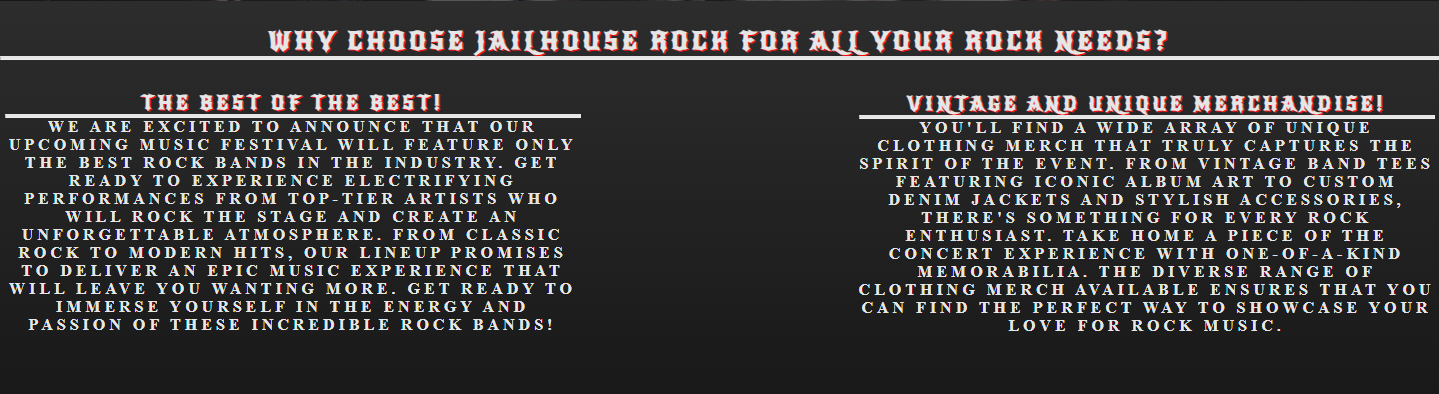 WHY CHOOSE JAILHOUSE ROCK FOR ALL YOUR ROCK NEEDS?
THE BEST OF THE BEST!
WE ARE EXCITED TO ANNOUNCE THAT OUR
UPCOMING MUSIC FESTIVAL WILL FEATURE ONLY
THE BEST ROCK BANDS IN THE INDUSTRY. GET
READY TO EXPERIENCE ELECTRIFYING
PERFORMANCES FROM TOP-TIER ARTISTS WHO
WILL ROCK THE STAGE AND CREATE AN
UNFORGETTABLE ATMOSPHERE. FROM CLASSIC
ROCK TO MODERN HITS, OUR LINEUP PROMISES
TO DELIVER AN EPIC MUSIC EXPERIENCE THAT
WILL LEAVE YOU WANTING MORE. GET READY TO
IMMERSE YOURSELF IN THE ENERGY AND
PASSION OF THESE INCREDIBLE ROCK BANDS!
VINTAGE AND UNIQUE MERCHANDISE!
YOU'LL FIND A WIDE ARRAY OF UNIQUE
CLOTHING MERCH THAT TRULY CAPTURES THE
SPIRIT OF THE EVENT. FROM VINTAGE BAND TEES
FEATURING ICONIC ALBUM ART TO CUSTOM
DENIM JACKETS AND STYLISH ACCESSORIES,
THERE'S SOMETHING FOR EVERY ROCK
ENTHUSIAST. TAKE HOME A PIECE OF THE
CONCERT EXPERIENCE WITH ONE-OF-A-KIND
MEMORABILIA. THE DIVERSE RANGE OF
CLOTHING MERCH AVAILABLE ENSURES THAT YOU
CAN FIND THE PERFECT WAY TO SHOWCASE YOUR
LOVE FOR ROCK MUSIC.